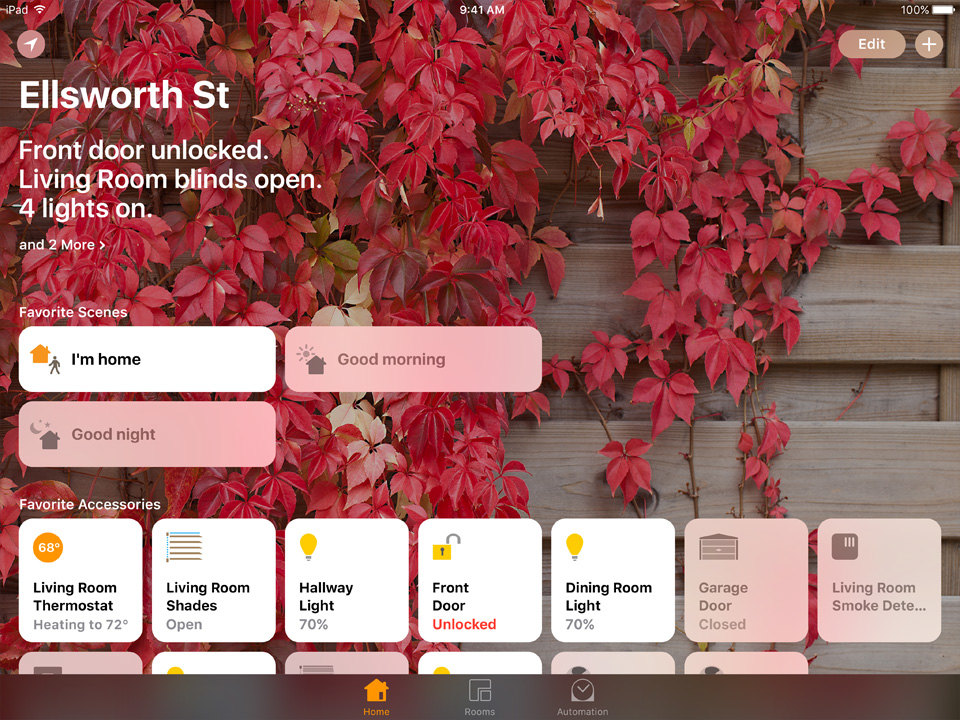 iPad
9:41 AM
100%
Edit
Ellsworth St
Front door unlocked.
Living Room blinds open.
4 lights on.
and 2 More >
Favorite Scenes
I'm home
Good morning
Good night
Favorite Accessories
68°
Living Room
Thermostat
Heating to 72°
Living Room
Shades
Open
Hallway
Light
70%
Front
Door
Unlocked
Dining Room
Light
70%
Garage
Door
Closed
Living Room
Smoke Dete...
Home
Rooms
Automation